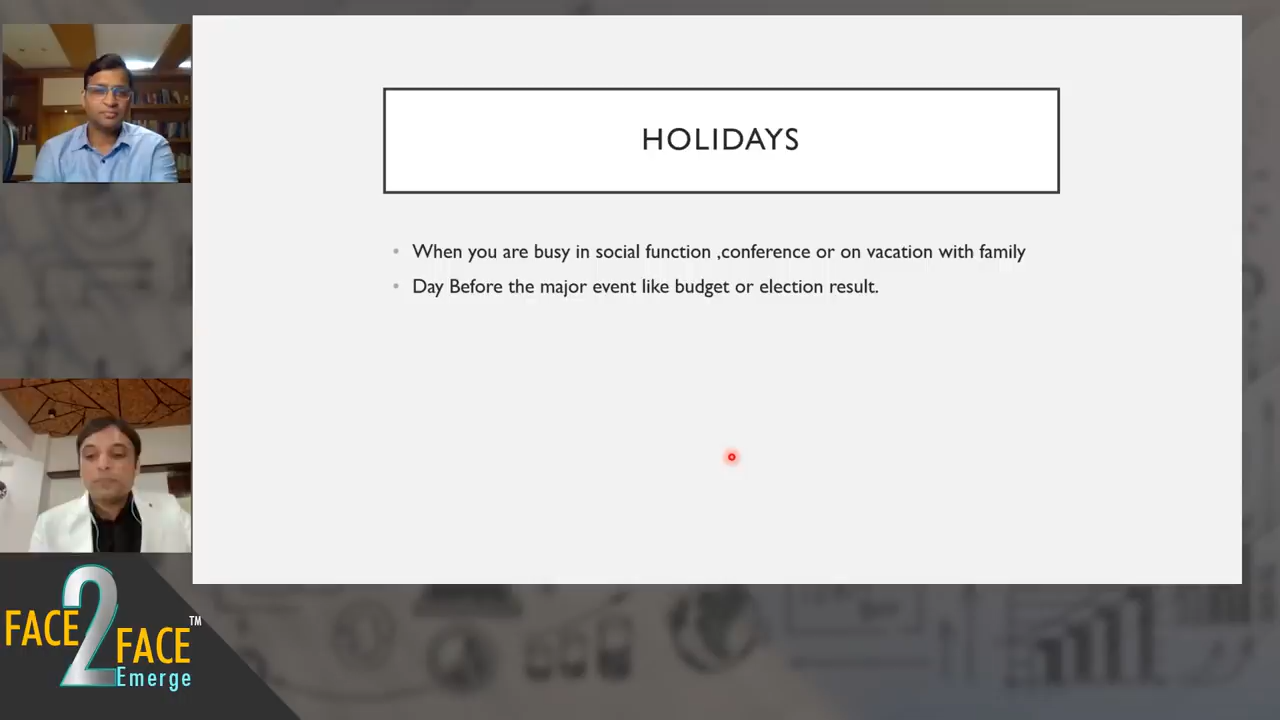 HOLIDAYS
When you are busy in social function ,conference or on vacation with family
Day Before the major event like budget or election result.
FACE 2 FACE TM
Emerge